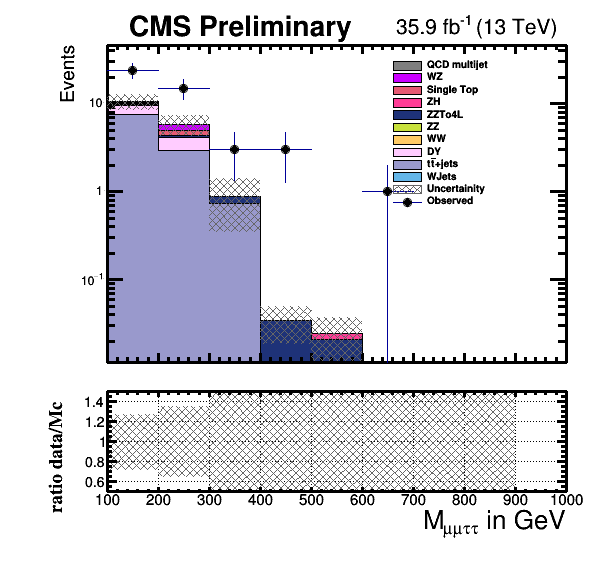 CMS Preliminary
35.9 fb⁻¹ (13 TeV)
Events
10
1
10⁻¹
QCD multijet
WZ
Single Top
ZH
ZZTo4L
ZZ
WW
DY
tt̄+jets
WJets
Uncertainity
Observed
ratio data/Mc
1.4
1.2
1
0.8
0.6
100 200 300 400 500 600 700 800 900 1000
M_μμττ in GeV